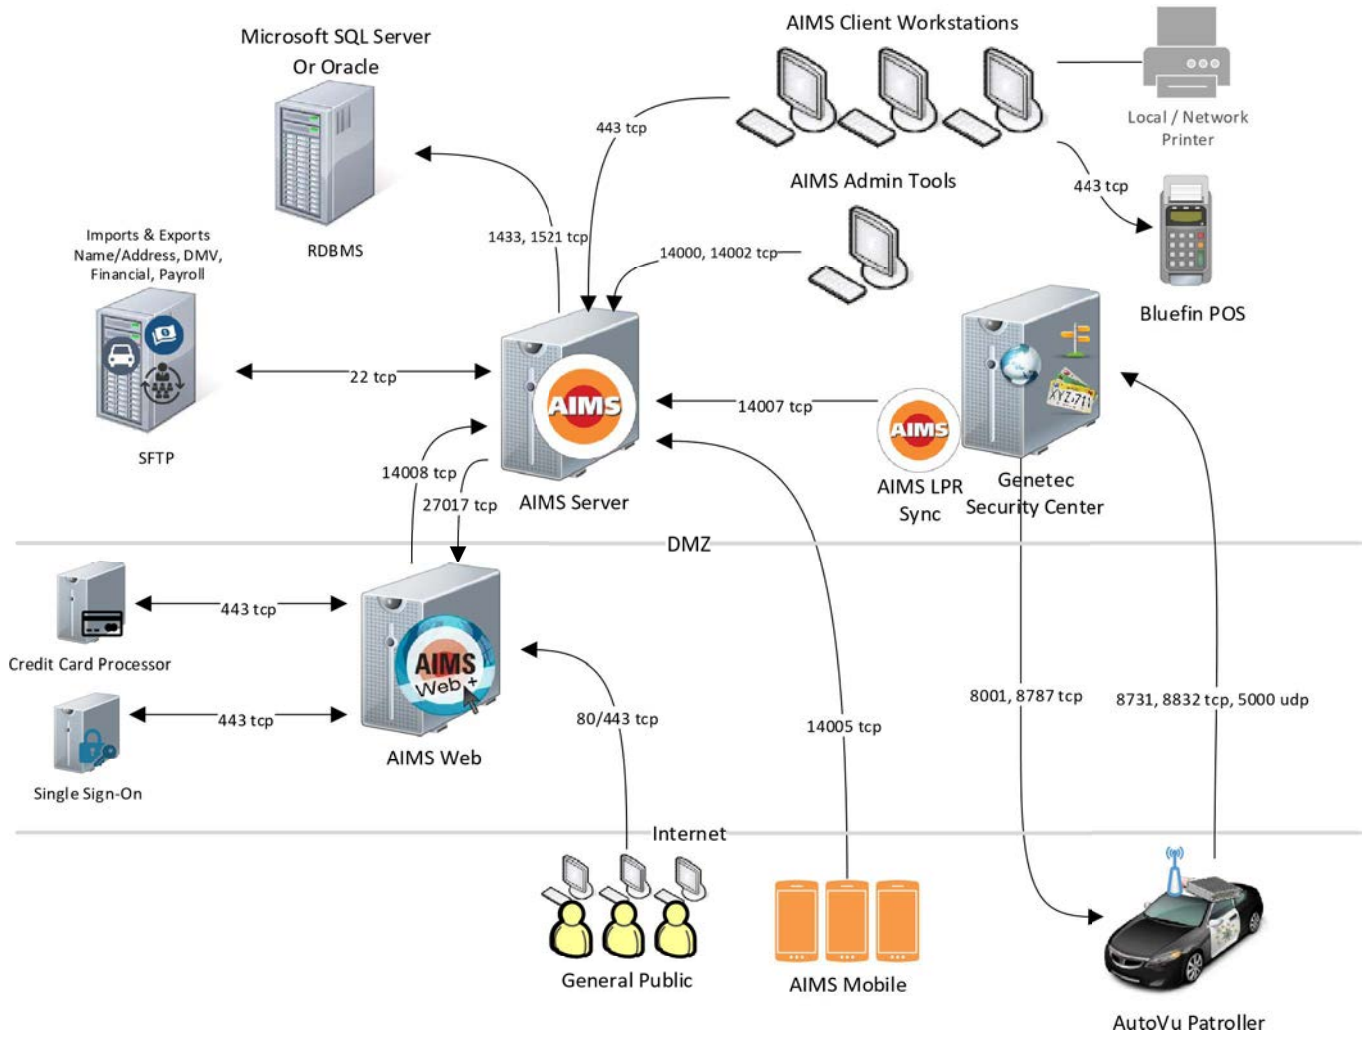 Microsoft SQL Server
Or Oracle
AIMS Client Workstations
Local / Network
Printer
443 tcp
AIMS Admin Tools
443 tcp
1433, 1521 tcp
14000, 14002 tcp
RDBMS
Imports & Exports
Name/Address, DMV,
Financial, Payroll
Bluefin POS
22 tcp
AIMS
14007 tcp
AIMS
XYZ.711
SFTP
14008 tcp
27017 tcp
AIMS Server
AIMS LPR
Sync
Genetec
Security Center
DMZ
443 tcp
Credit Card Processor
AIMS
Web +
443 tcp
AIMS Web
Single Sign-On
80/443 tcp
14005 tcp
8001, 8787 tcp
8731, 8832 tcp, 5000 udp
Internet
General Public
AIMS Mobile
AutoVu Patroller